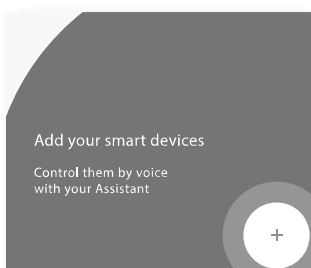 Add your smart devices
Control them by voice
with your Assistant